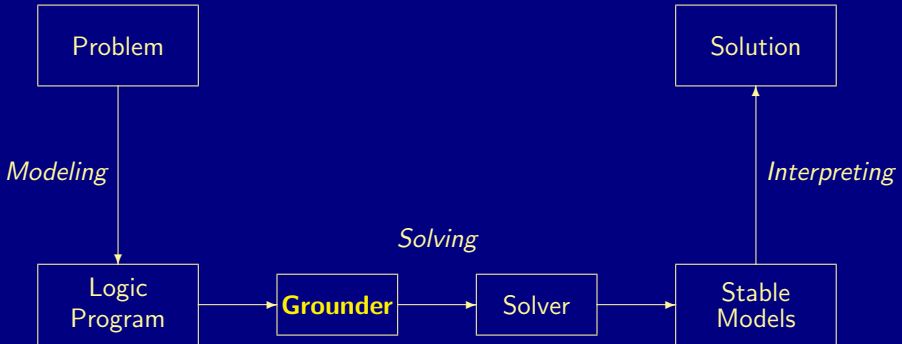 Problem
Solution
Modeling
Interpreting
Solving
Logic
Program
Grounder
Solver
Stable
Models